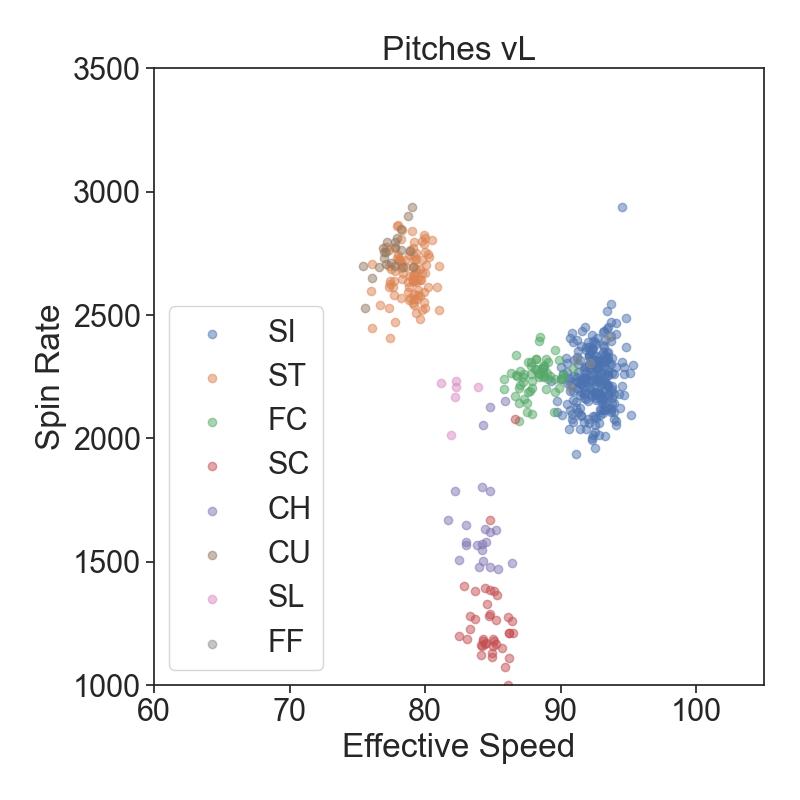 Pitches vL
3500
3000
2500
2000
1500
1000
Spin Rate
SI
ST
FC
SC
CH
CU
SL
FF
60 70 80 90 100
Effective Speed